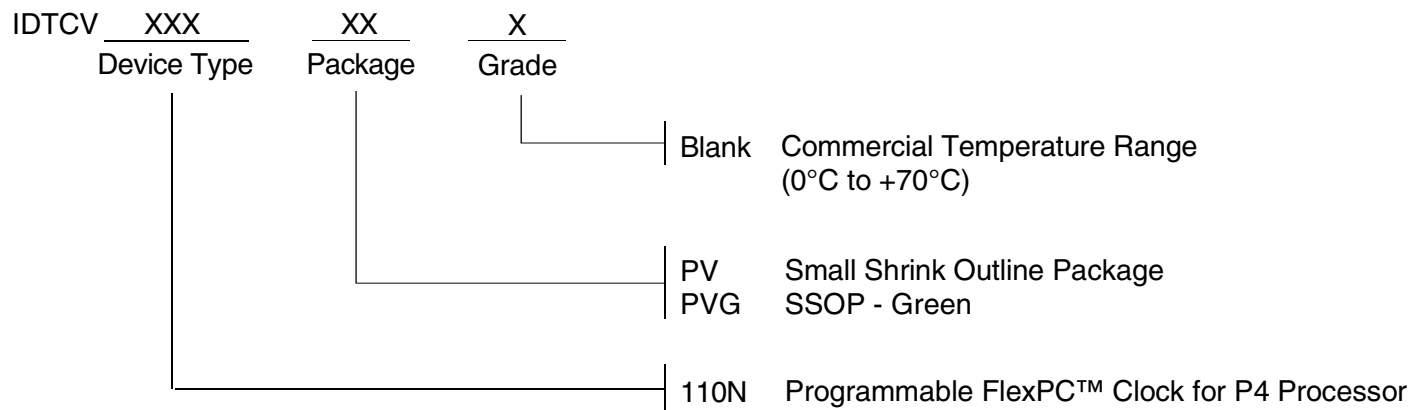 IDTCV XXX XX X
Device Type Package Grade
Blank Commercial Temperature Range
(0°C to +70°C)
PV Small Shrink Outline Package
PVG SSOP - Green
110N Programmable FlexPC™ Clock for P4 Processor